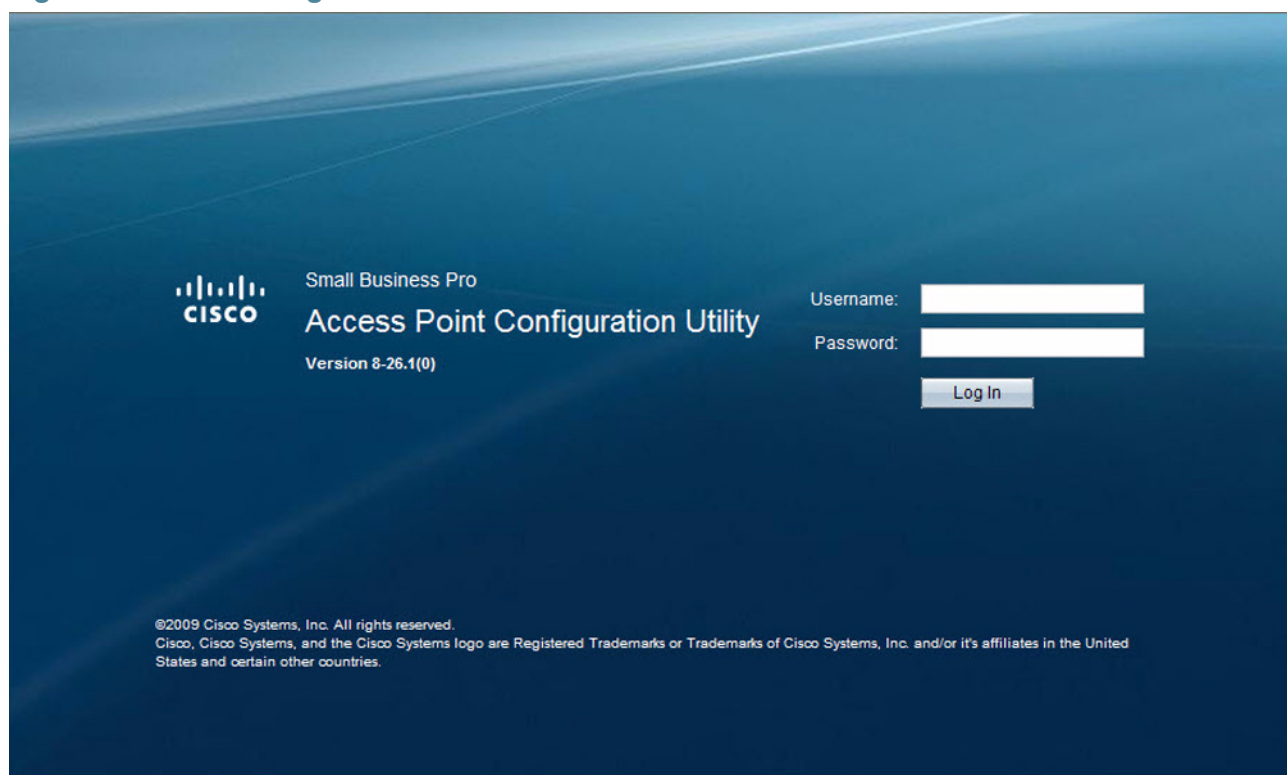 Small Business Pro
CISCO
Access Point Configuration Utility
Version 8-26.1(0)
Username:
Password:
Log In
©2009 Cisco Systems, Inc. All rights reserved.
Cisco, Cisco Systems, and the Cisco Systems logo are Registered Trademarks or Trademarks of Cisco Systems, Inc. and/or it's affiliates in the United
States and certain other countries.